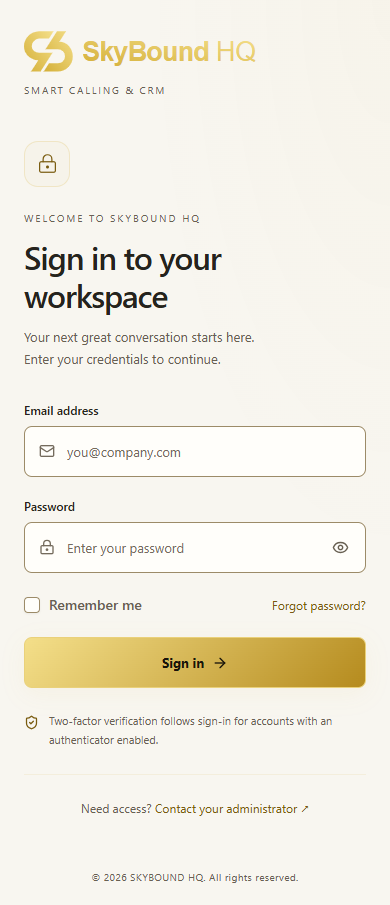 SkyBound HQ
SMART CALLING & CRM
WELCOME TO SKYBOUND HQ
Sign in to your
workspace
Your next great conversation starts here.
Enter your credentials to continue.
Email address
you@company.com
Password
Enter your password
Remember me
Forgot password?
Sign in →
Two-factor verification follows sign-in for accounts with an
authenticator enabled.
Need access? Contact your administrator ↗
© 2026 SKYBOUND HQ. All rights reserved.